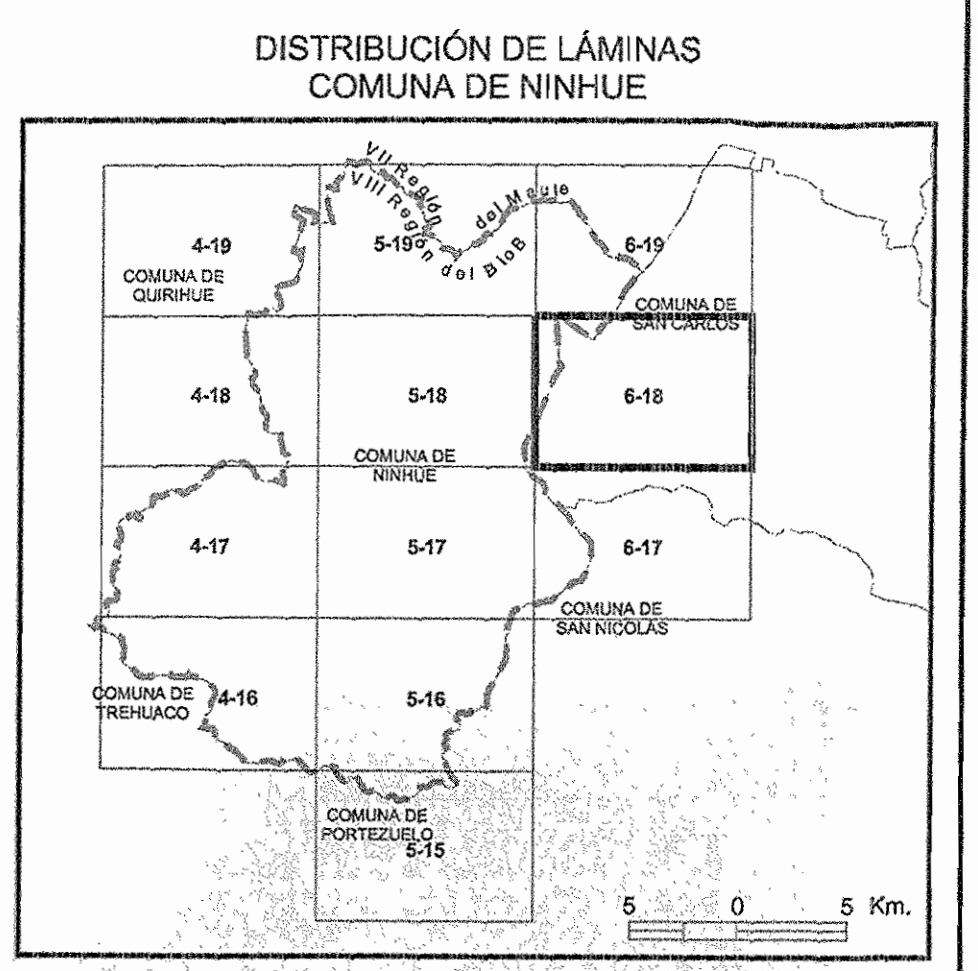 DISTRIBUCIÓN DE LÁMINAS
COMUNA DE NINHUE
VII Región del Maule
VIII Región del BíoB
4-19
5-19
6-19
COMUNA DE
QUIRIHUE
COMUNA DE
SAN CARLOS
4-18
5-18
6-18
COMUNA DE
NINHUE
4-17
5-17
6-17
COMUNA DE
SAN NICOLÁS
COMUNA DE
TREHUACO
4-16
5-16
COMUNA DE
PORTEZUELO
5-15
5 0 5 Km.